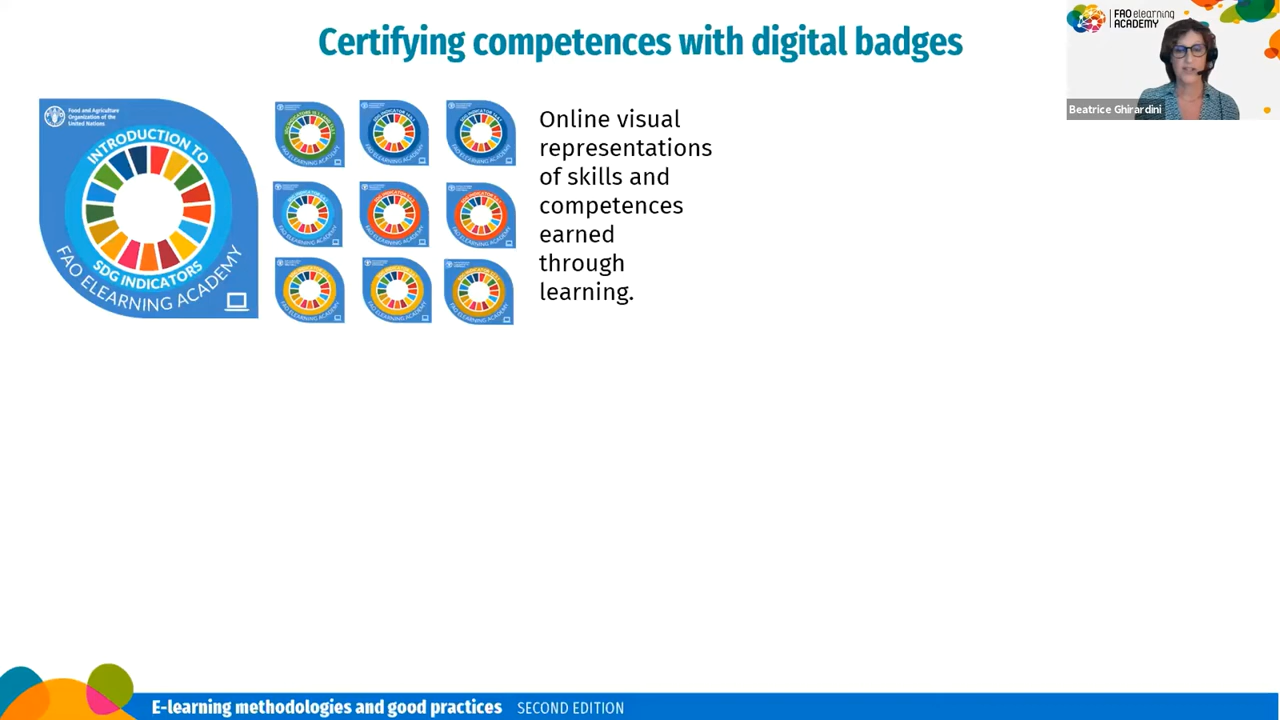 Certifying competences with digital badges
FAO elearning
ACADEMY
Beatrice Ghirardini
Food and Agriculture
Organization of the
United Nations
INTRODUCTION TO
SDG INDICATORS
FAO ELEARNING ACADEMY
Online visual
representations
of skills and
competences
earned
through
learning.
E-learning methodologies and good practices SECOND EDITION